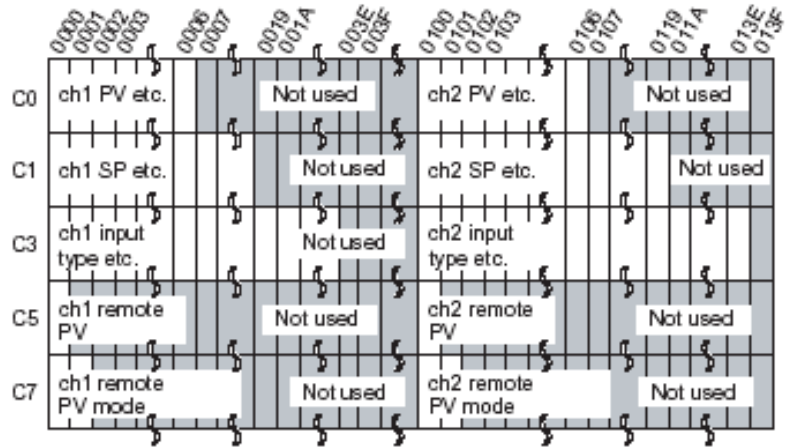 0000 0001 0002 0003 0006 0007 0019 001A 003E 003F 0100 0101 0102 0103 0106 0107 0119 011A 013E 013F
C0 ch1 PV etc. Not used ch2 PV etc. Not used
C1 ch1 SP etc. Not used ch2 SP etc. Not used
C3 ch1 input Not used ch2 input
type etc. type etc.
C5 ch1 remote Not used ch2 remote Not used
PV PV
C7 ch1 remote Not used ch2 remote Not used
PV mode PV mode